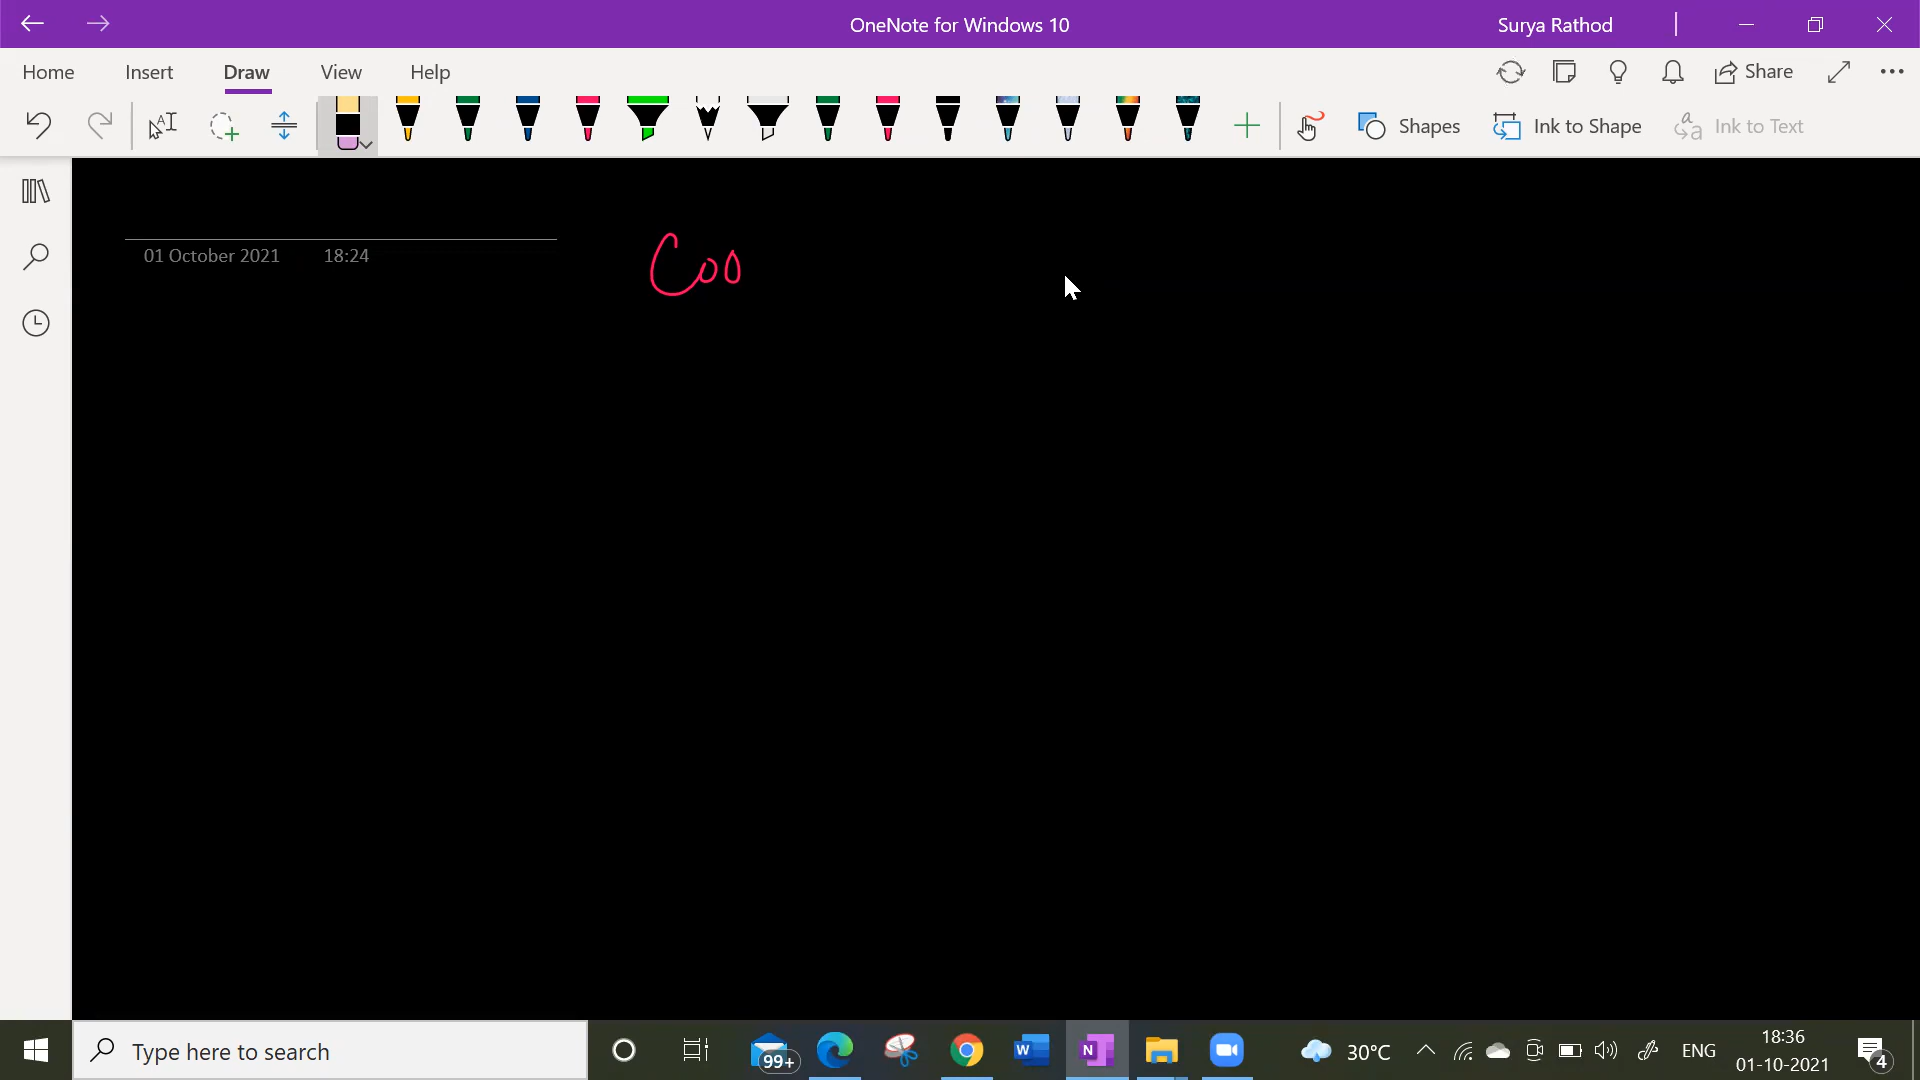 OneNote for Windows 10 Surya Rathod
Home Insert Draw View Help Share
Shapes Ink to Shape Ink to Text
Coo
01 October 2021 18:24
Type here to search 99+ W N 30°C ENG 18:36
01-10-2021 4